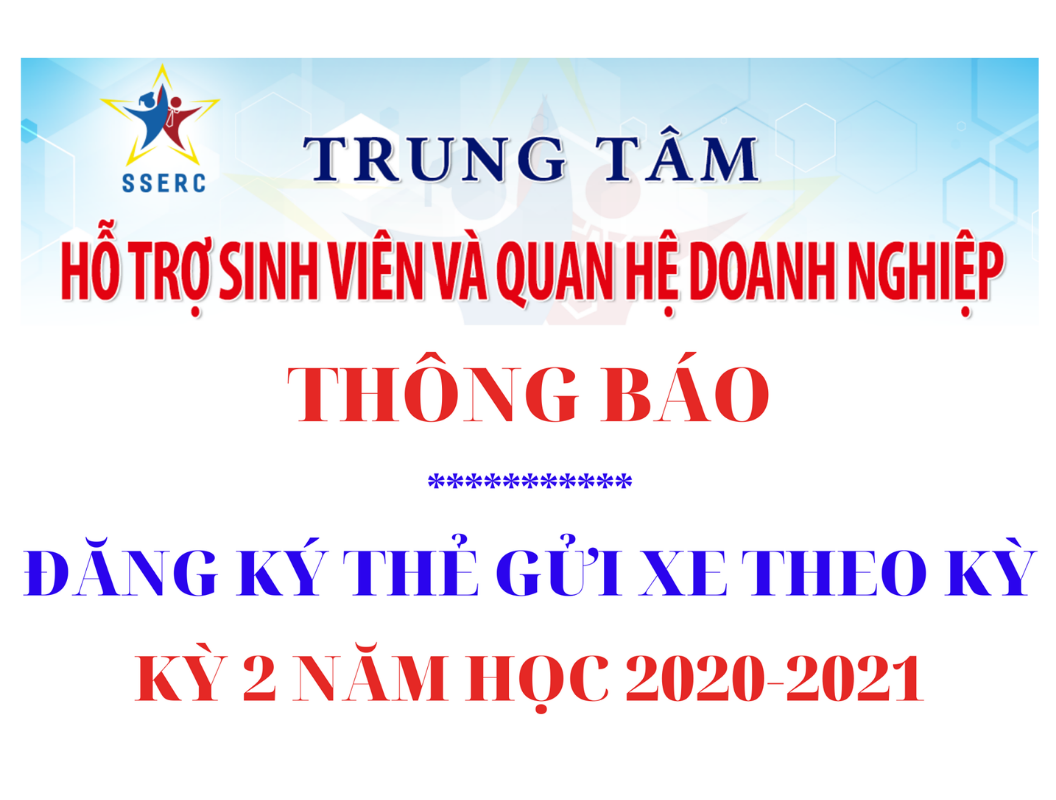 SSERC
TRUNG TÂM
HỖ TRỢ SINH VIÊN VÀ QUAN HỆ DOANH NGHIỆP
THÔNG BÁO
***********
ĐĂNG KÝ THẺ GỬI XE THEO KỲ
KỲ 2 NĂM HỌC 2020-2021